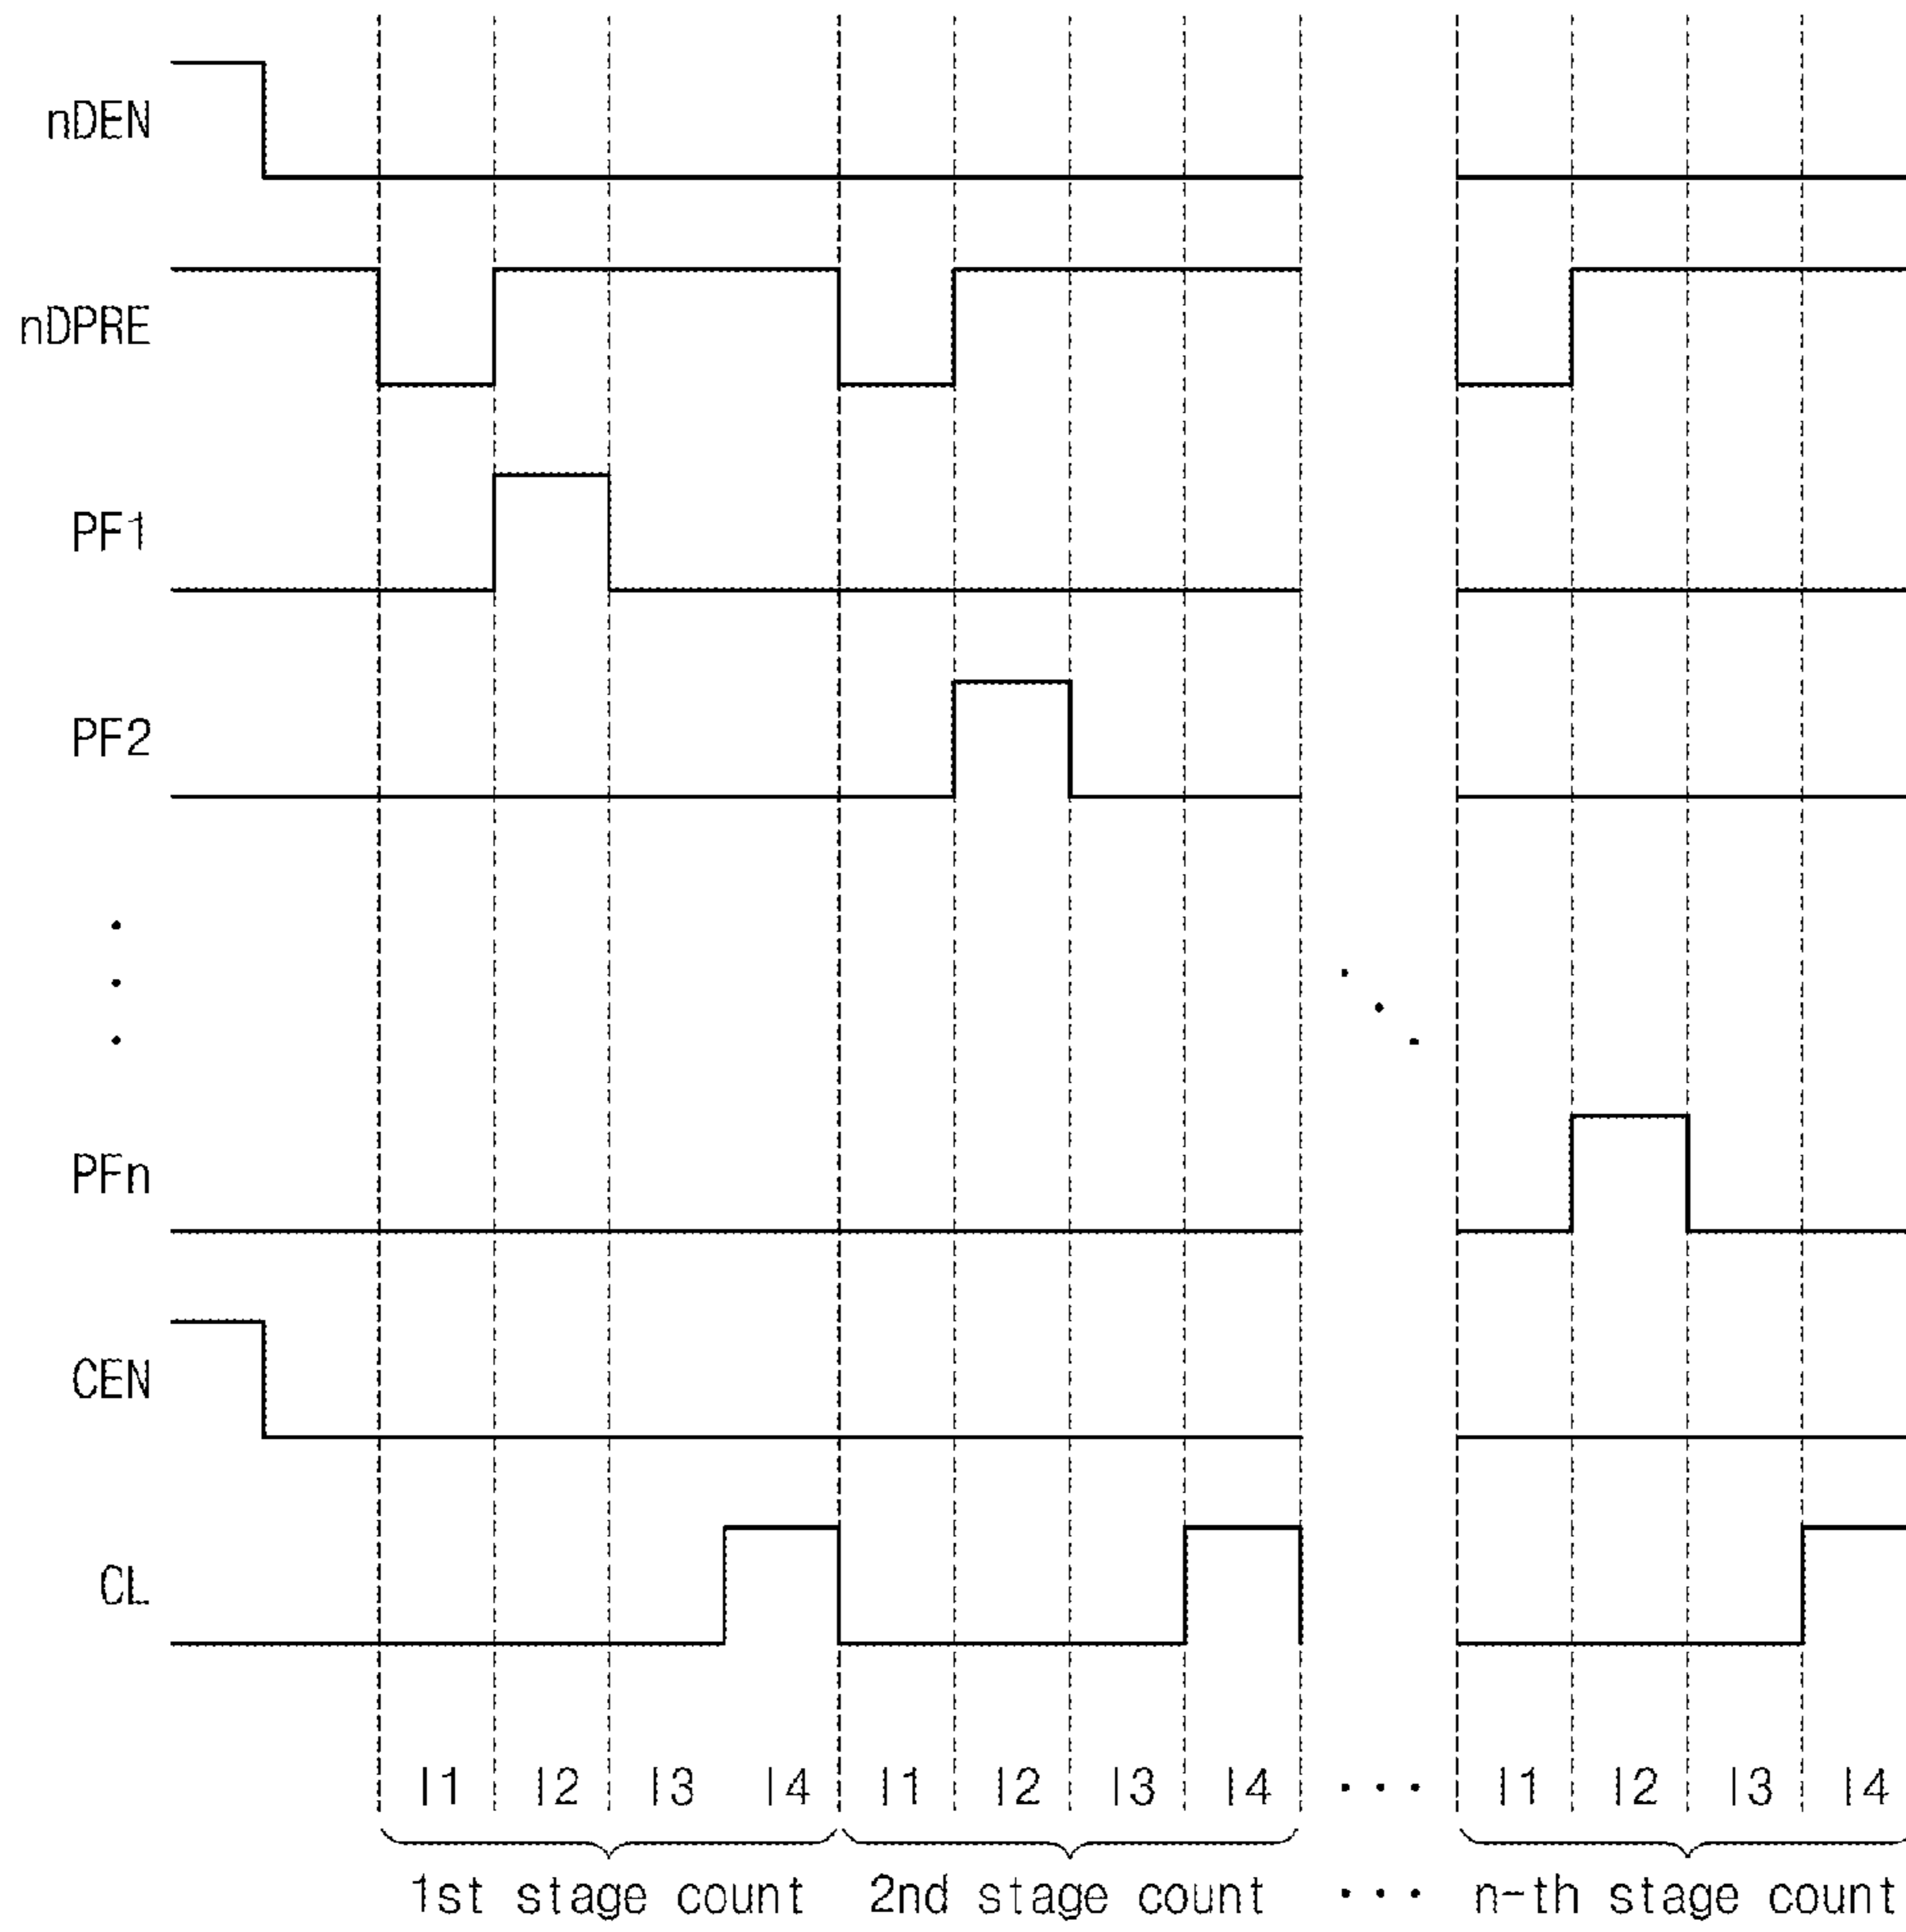 nDEN
nDPRE
PF1
PF2
PFn
CEN
CL
I1 I2 I3 I4 I1 I2 I3 I4 ··· I1 I2 I3 I4
1st stage count 2nd stage count ··· n-th stage count